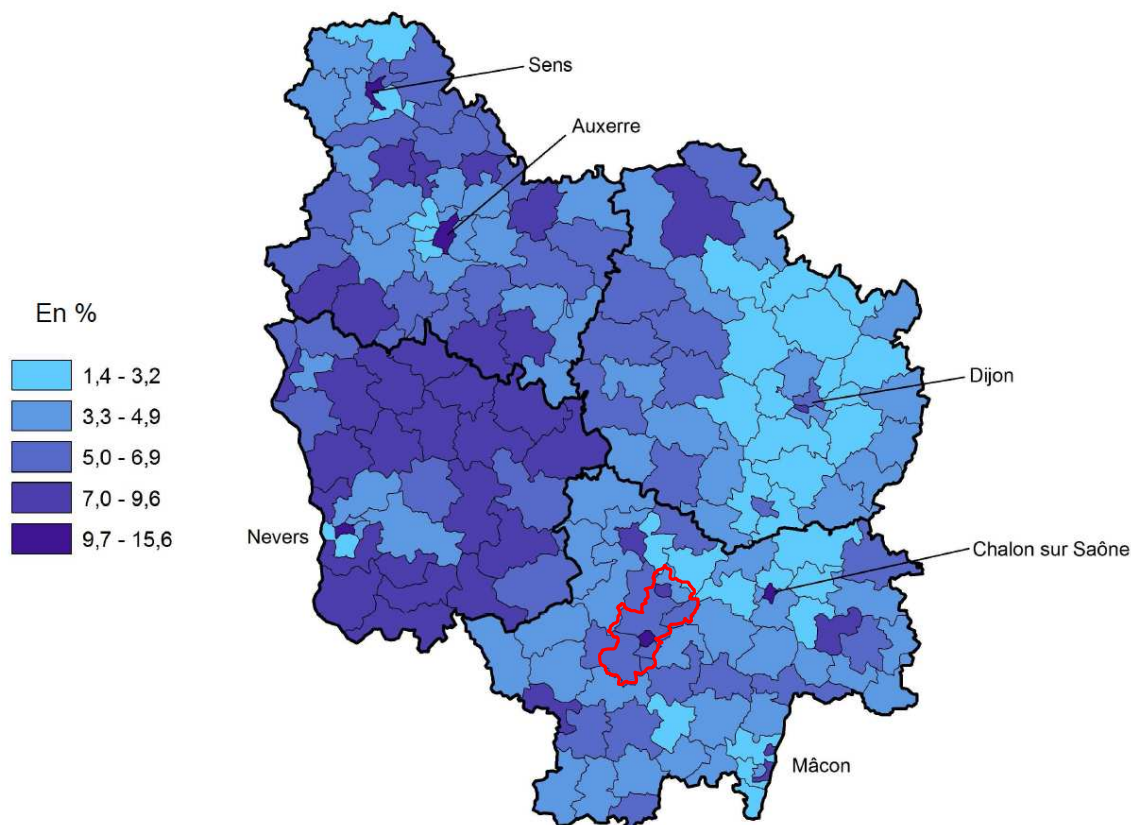 Sens
Auxerre
En %
1,4 - 3,2
3,3 - 4,9
5,0 - 6,9
7,0 - 9,6
9,7 - 15,6
Dijon
Nevers
Chalon sur Saône
Mâcon